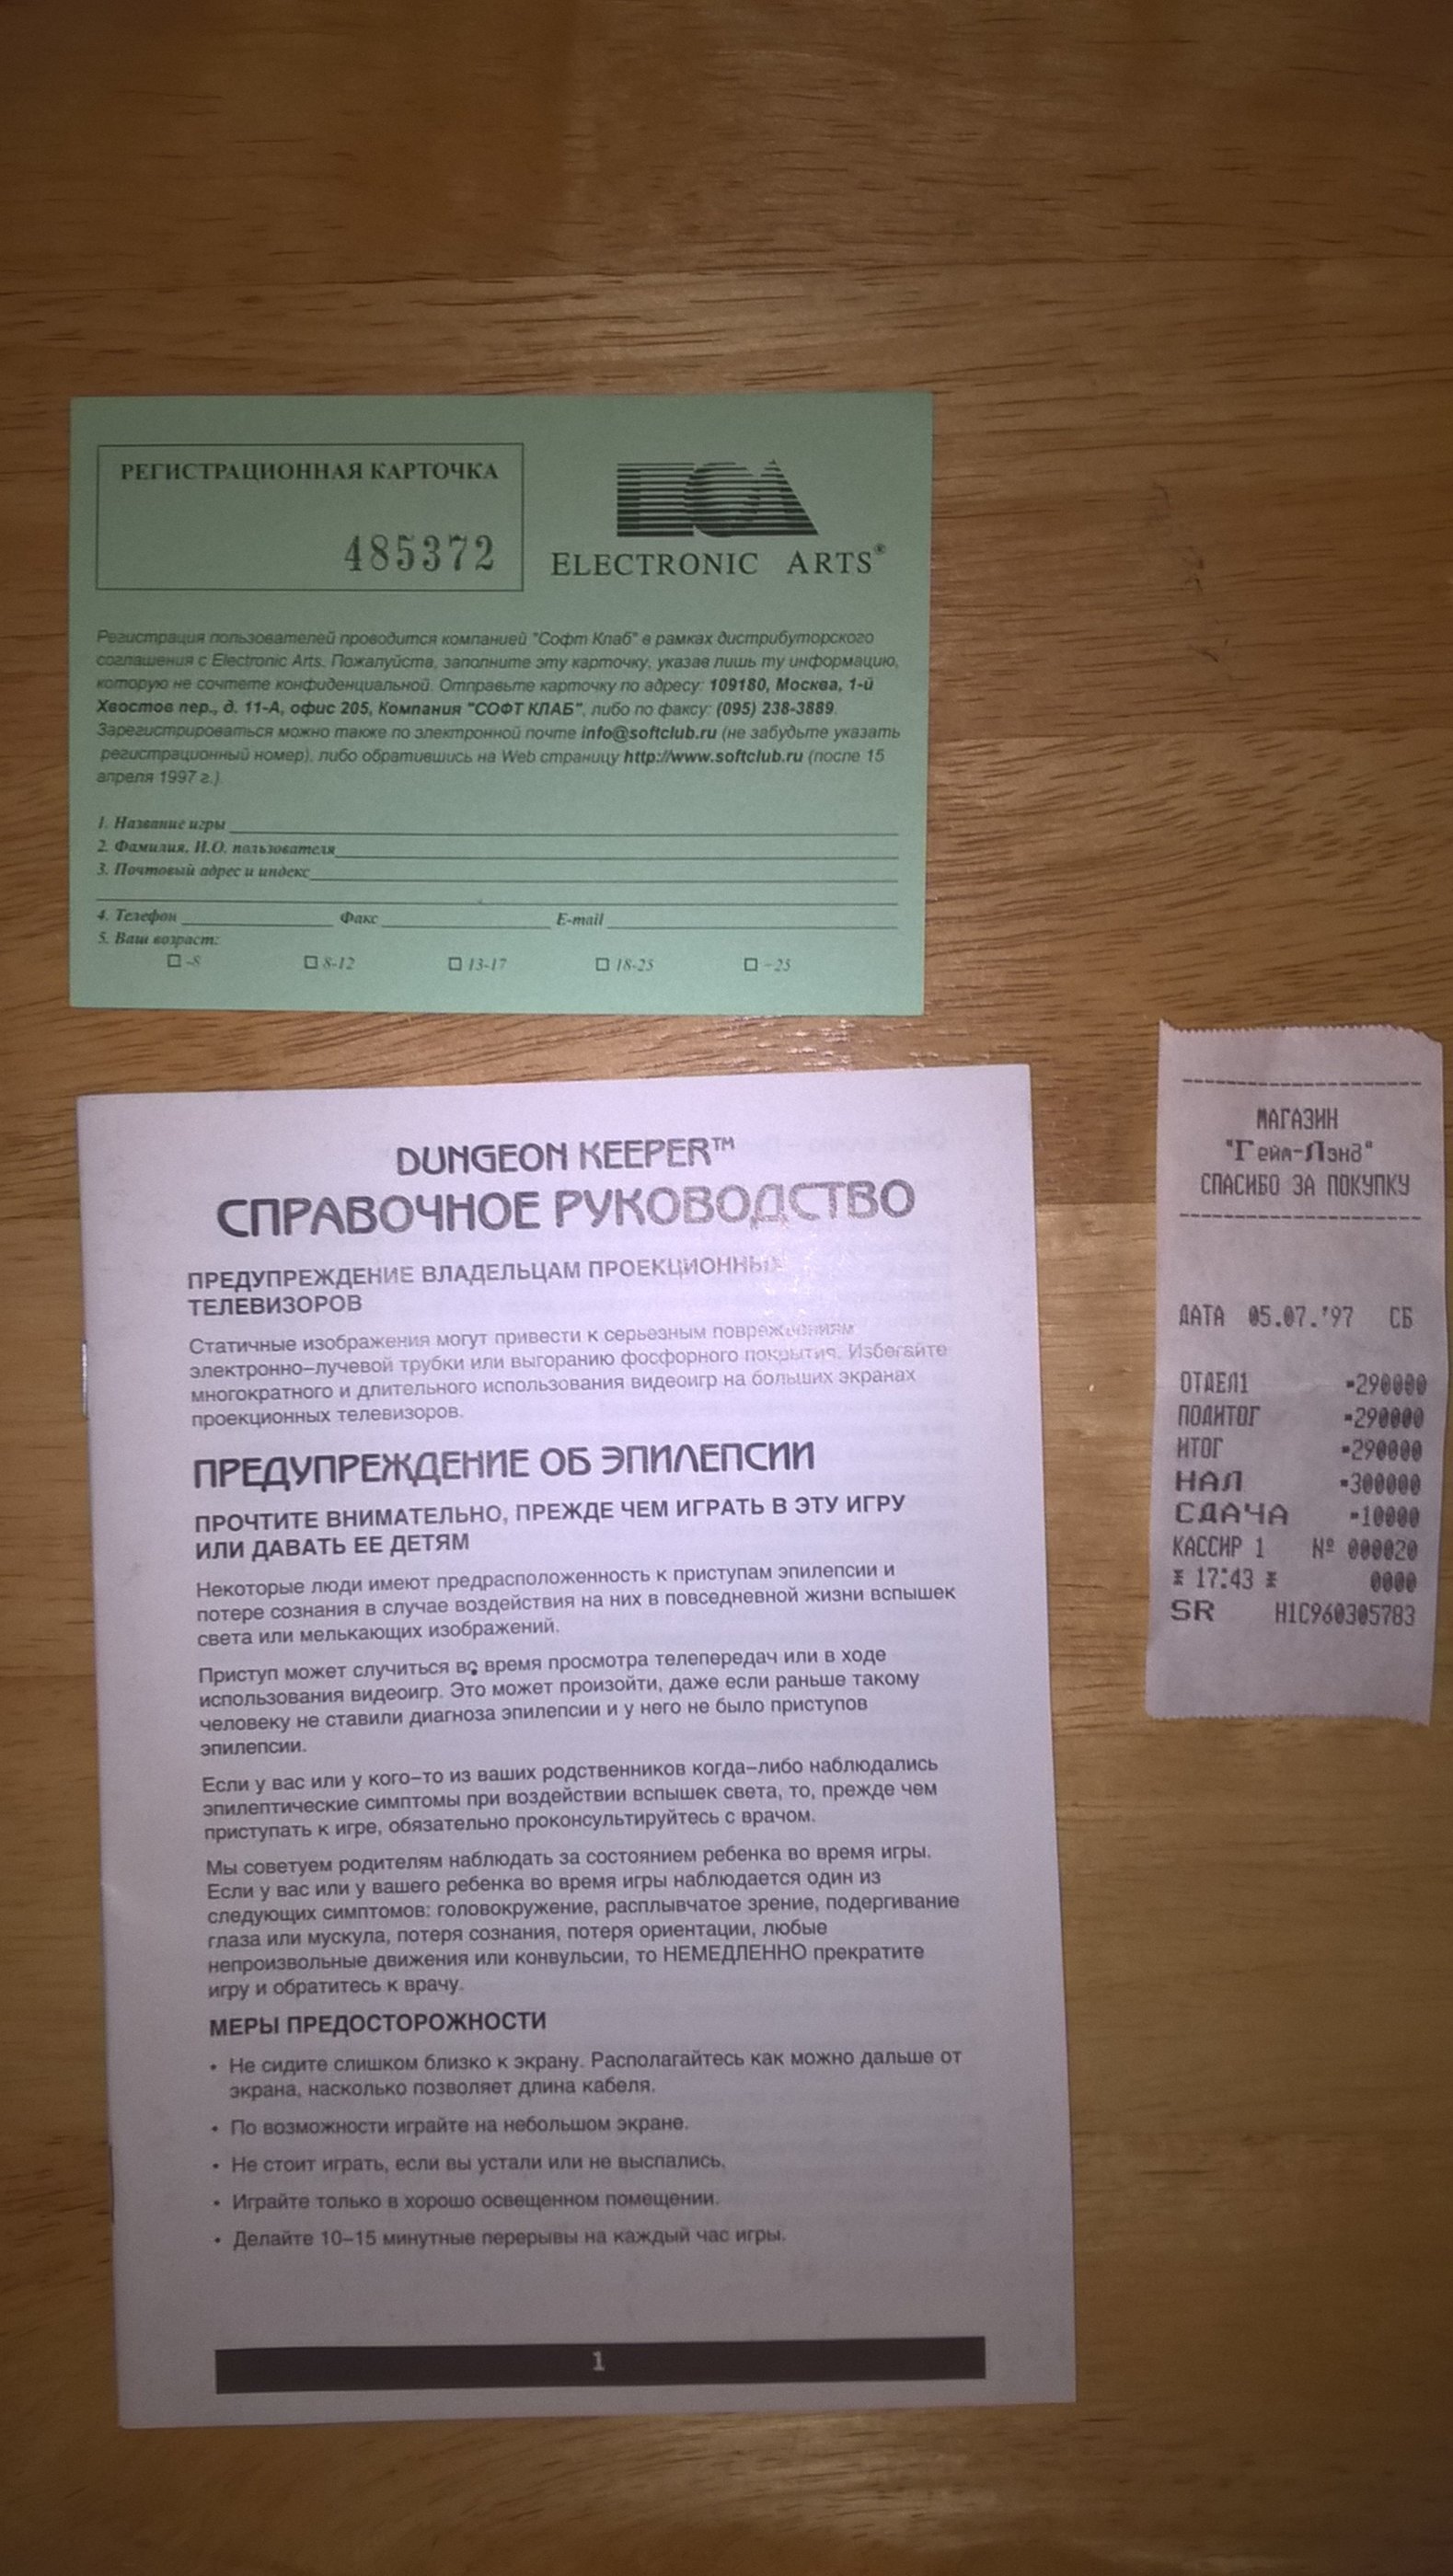 РЕГИСТРАЦИОННАЯ КАРТОЧКА
485372
ELECTRONIC ARTS®
Регистрация пользователей проводится компанией "Софт Клаб" в рамках дистрибуторского
соглашения с Electronic Arts. Пожалуйста, заполните эту карточку, указав лишь ту информацию,
которую не сочтете конфиденциальной. Отправьте карточку по адресу: 109180, Москва, 1-й
Хвостов пер., д. 11-А, офис 205, Компания "СОФТ КЛАБ", либо по факсу: (095) 238-3889.
Зарегистрироваться можно также по электронной почте info@softclub.ru (не забудьте указать
регистрационный номер), либо обратившись на Web страницу http://www.softclub.ru (после 15
апреля 1997 г.).
1. Название игры
2. Фамилия, И.О. пользователя
3. Почтовый адрес и индекс
4. Телефон Факс E-mail
5. Ваш возраст:
-8 8-12 13-17 18-25 -25
DUNGEON KEEPER™
СПРАВОЧНОЕ РУКОВОДСТВО
ПРЕДУПРЕЖДЕНИЕ ВЛАДЕЛЬЦАМ ПРОЕКЦИОННЫХ
ТЕЛЕВИЗОРОВ
Статичные изображения могут привести к серьезным повреждениям
электронно-лучевой трубки или выгоранию фосфорного покрытия. Избегайте
многократного и длительного использования видеоигр на больших экранах
проекционных телевизоров.
ПРЕДУПРЕЖДЕНИЕ ОБ ЭПИЛЕПСИИ
ПРОЧТИТЕ ВНИМАТЕЛЬНО, ПРЕЖДЕ ЧЕМ ИГРАТЬ В ЭТУ ИГРУ
ИЛИ ДАВАТЬ ЕЕ ДЕТЯМ
Некоторые люди имеют предрасположенность к приступам эпилепсии и
потере сознания в случае воздействия на них в повседневной жизни вспышек
света или мелькающих изображений.
Приступ может случиться во время просмотра телепередач или в ходе
использования видеоигр. Это может произойти, даже если раньше такому
человеку не ставили диагноза эпилепсии и у него не было приступов
эпилепсии.
Если у вас или у кого-то из ваших родственников когда-либо наблюдались
эпилептические симптомы при воздействии вспышек света, то, прежде чем
приступать к игре, обязательно проконсультируйтесь с врачом.
Мы советуем родителям наблюдать за состоянием ребенка во время игры.
Если у вас или у вашего ребенка во время игры наблюдается один из
следующих симптомов: головокружение, расплывчатое зрение, подергивание
глаза или мускула, потеря сознания, потеря ориентации, любые
непроизвольные движения или конвульсии, то НЕМЕДЛЕННО прекратите
игру и обратитесь к врачу.
МЕРЫ ПРЕДОСТОРОЖНОСТИ
• Не сидите слишком близко к экрану. Располагайтесь как можно дальше от
экрана, насколько позволяет длина кабеля.
• По возможности играйте на небольшом экране.
• Не стоит играть, если вы устали или не выспались.
• Играйте только в хорошо освещенном помещении.
• Делайте 10-15 минутные перерывы на каждый час игры.
1
МАГАЗИН
"Гейм-Лэнд"
СПАСИБО ЗА ПОКУПКУ
ДАТА 05.07.'97 СБ
ОТДЕЛ1 ▪290000
ПОДИТОГ ▪290000
ИТОГ ▪290000
НАЛ ▪300000
СДАЧА ▪10000
КАССИР 1 № 000020
* 17:43 * 0000
SR Н1С960305783